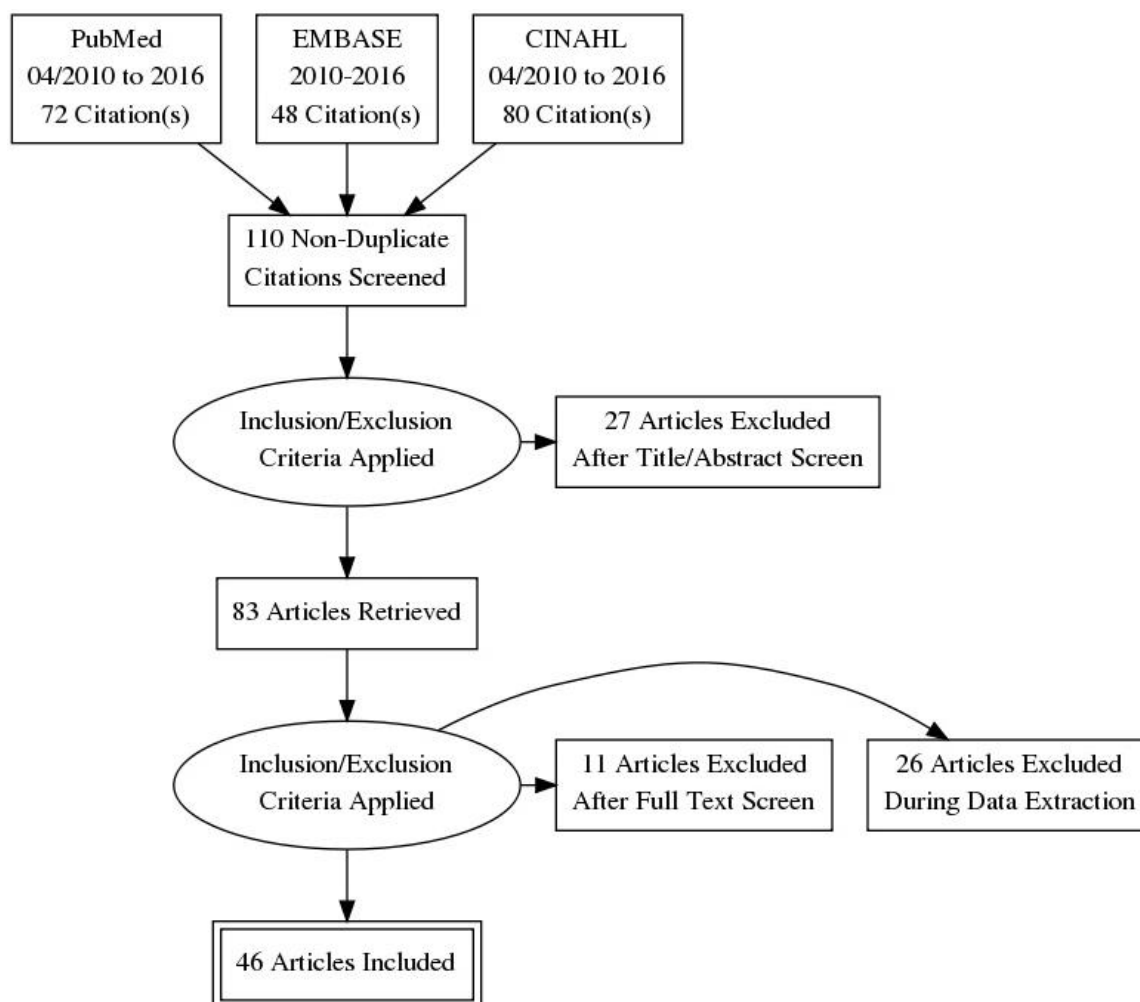 PubMed
04/2010 to 2016
72 Citation(s)
EMBASE
2010-2016
48 Citation(s)
CINAHL
04/2010 to 2016
80 Citation(s)
110 Non-Duplicate
Citations Screened
Inclusion/Exclusion
Criteria Applied
27 Articles Excluded
After Title/Abstract Screen
83 Articles Retrieved
Inclusion/Exclusion
Criteria Applied
11 Articles Excluded
After Full Text Screen
26 Articles Excluded
During Data Extraction
46 Articles Included